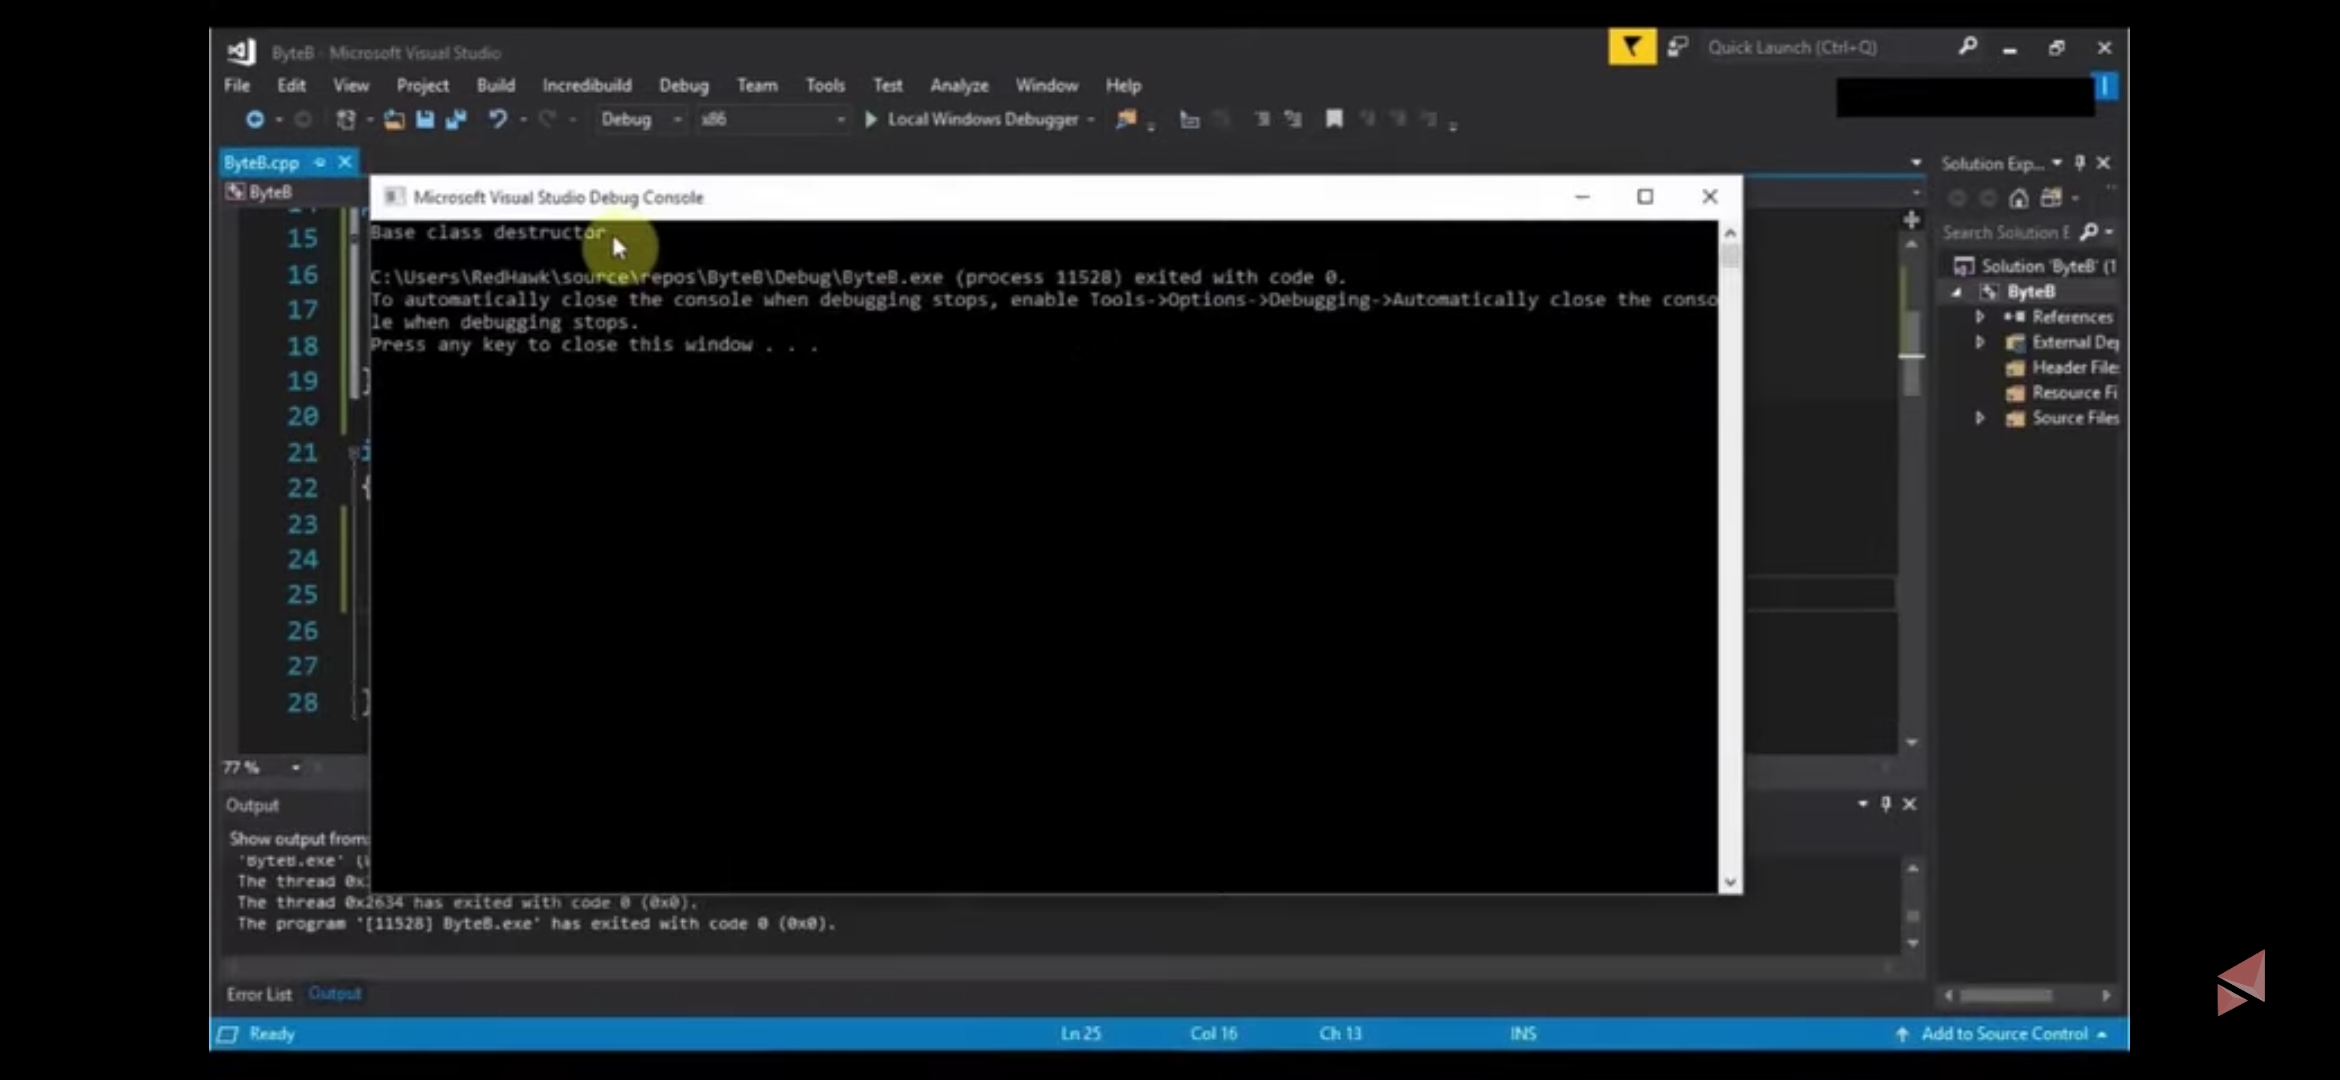 ByteB - Microsoft Visual Studio
Quick Launch (Ctrl+Q)
File Edit View Project Build Incredibuild Debug Team Tools Test Analyze Window Help
Debug x86 Local Windows Debugger
ByteB.cpp
Solution Exp...
ByteB
Microsoft Visual Studio Debug Console
Search Solution E
Base class destructor
C:\Users\RedHawk\source\repos\ByteB\Debug\ByteB.exe (process 11528) exited with code 0.
To automatically close the console when debugging stops, enable Tools->Options->Debugging->Automatically close the conso
le when debugging stops.
Press any key to close this window . . .
15
16
17
18
19
20
21
22 {
23
24
25
26
27
28
Solution 'ByteB' (1
ByteB
References
External De
Header File
Resource Fi
Source Files
77 %
Output
Show output from:
'ByteB.exe' (
The thread 0x
The thread 0x2634 has exited with code 0 (0x0).
The program '[11528] ByteB.exe' has exited with code 0 (0x0).
Error List Output
Ready Ln 25 Col 16 Ch 13 INS Add to Source Control